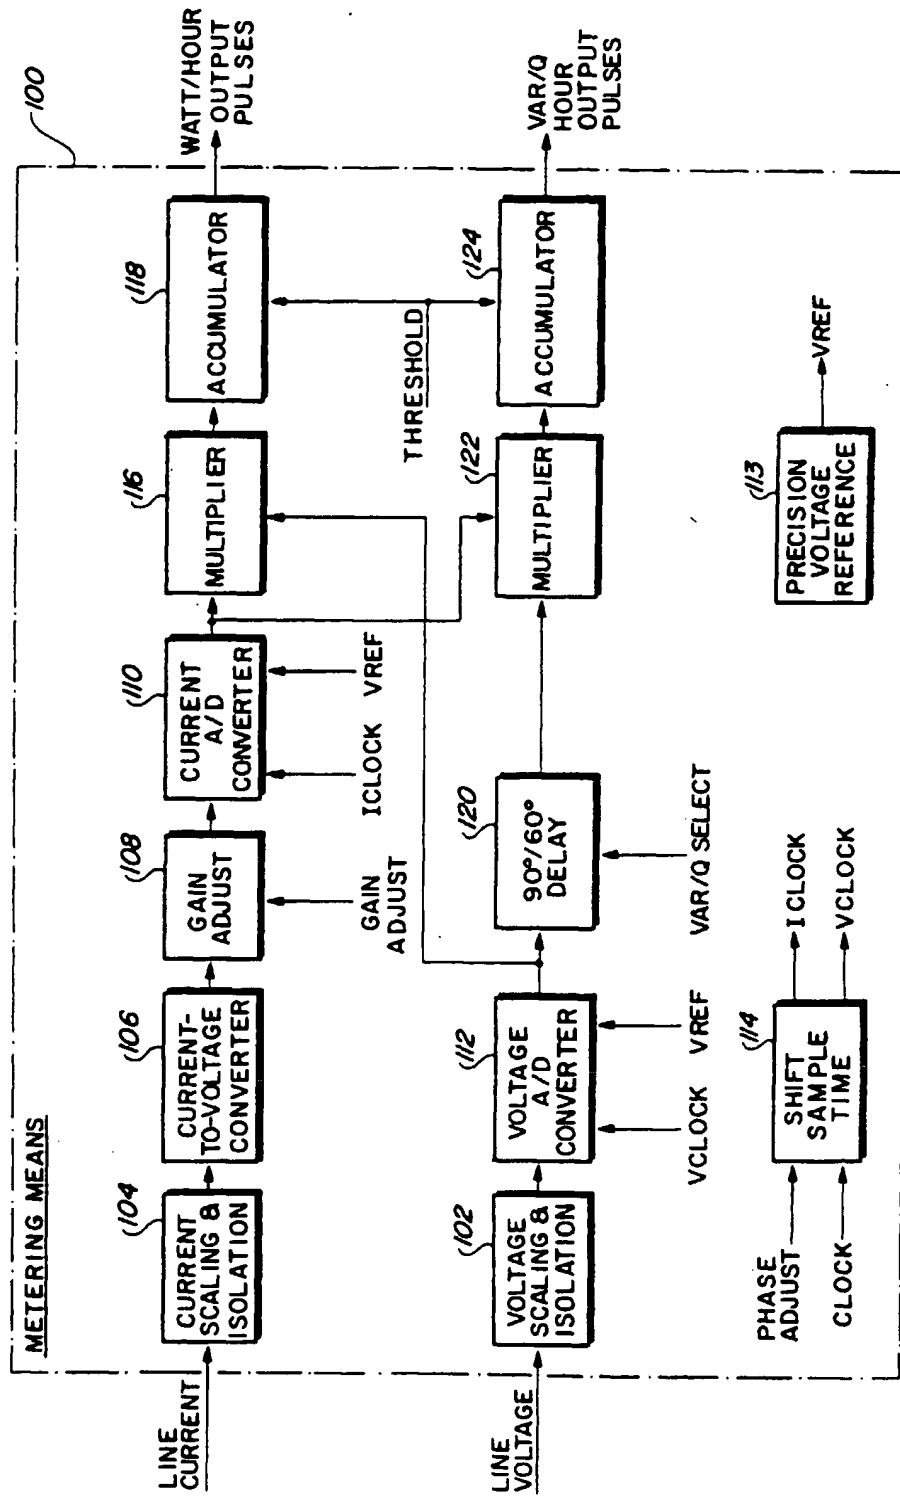 METERING MEANS
100
LINE
CURRENT
104
CURRENT
SCALING &
ISOLATION
106
CURRENT-
TO-VOLTAGE
CONVERTER
108
GAIN
ADJUST
GAIN
ADJUST
110
CURRENT
A/D
CONVERTER
ICLOCK
VREF
116
MULTIPLIER
118
ACCUMULATOR
WATT/HOUR
OUTPUT
PULSES
THRESHOLD
LINE
VOLTAGE
102
VOLTAGE
SCALING &
ISOLATION
112
VOLTAGE
A/D
CONVERTER
VCLOCK
VREF
120
90°/60°
DELAY
VAR/Q SELECT
122
MULTIPLIER
124
ACCUMULATOR
VAR/Q
HOUR
OUTPUT
PULSES
PHASE
ADJUST
CLOCK
114
SHIFT
SAMPLE
TIME
ICLOCK
VCLOCK
113
PRECISION
VOLTAGE
REFERENCE
VREF